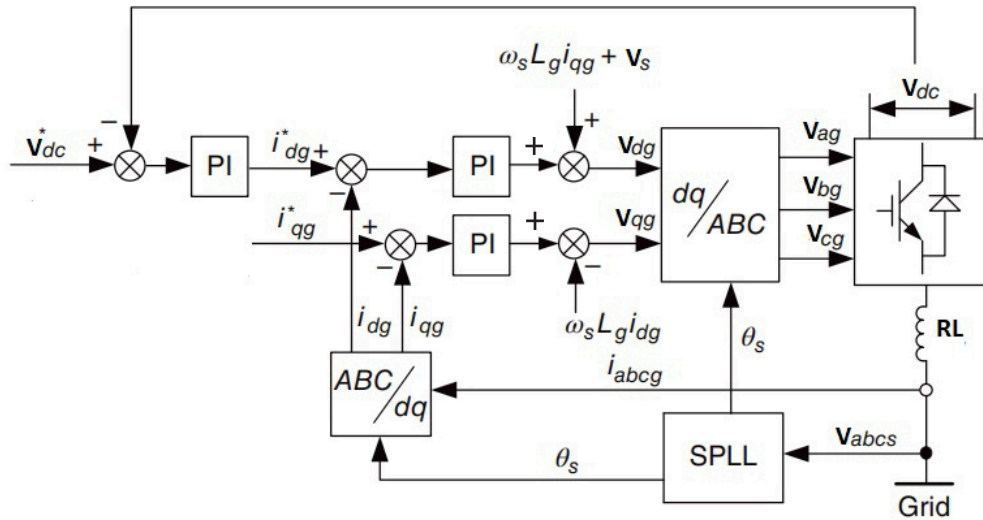 ωsLgiqg + Vs
Vdc
−
+
V*dc
+
PI
i*dg
+
−
PI
+
Vdg
dq/ABC
Vag
Vbg
Vcg
i*qg
+
−
PI
+
−
Vqg
ωsLgidg
idg
iqg
θs
RL
iabcg
ABC/dq
θs
SPLL
Vabcs
Grid